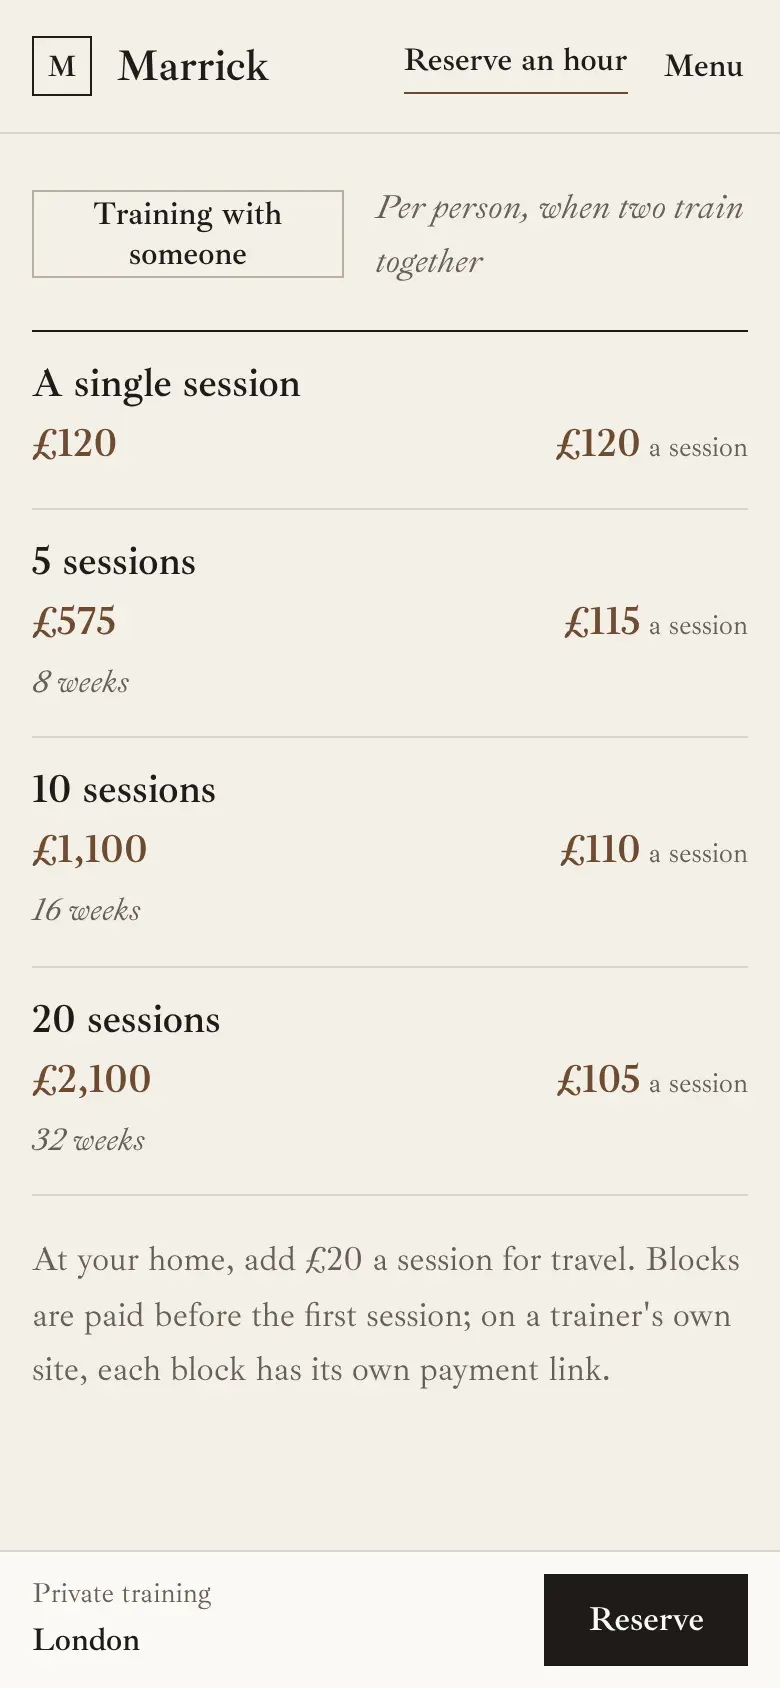 M Marrick Reserve an hour Menu
Training with
someone
Per person, when two train
together
A single session
£120 £120 a session
5 sessions
£575 £115 a session
8 weeks
10 sessions
£1,100 £110 a session
16 weeks
20 sessions
£2,100 £105 a session
32 weeks
At your home, add £20 a session for travel. Blocks
are paid before the first session; on a trainer's own
site, each block has its own payment link.
Private training
London
Reserve